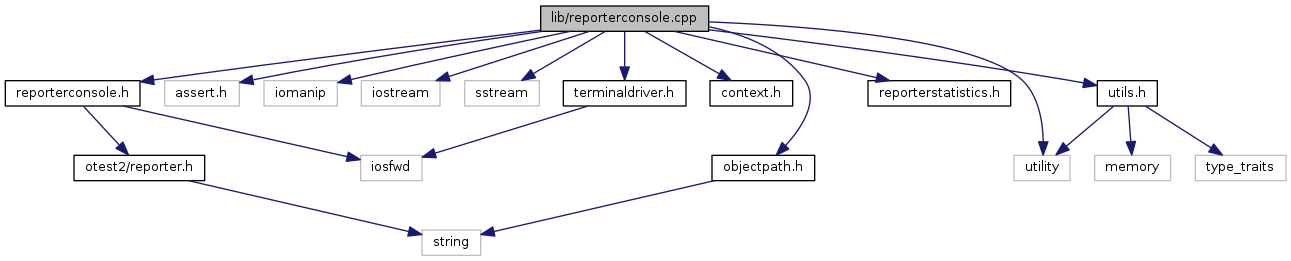 lib/reporterconsole.cpp
reporterconsole.h
assert.h
iomanip
iostream
sstream
terminaldriver.h
context.h
reporterstatistics.h
utils.h
otest2/reporter.h
iosfwd
objectpath.h
utility
memory
type_traits
string